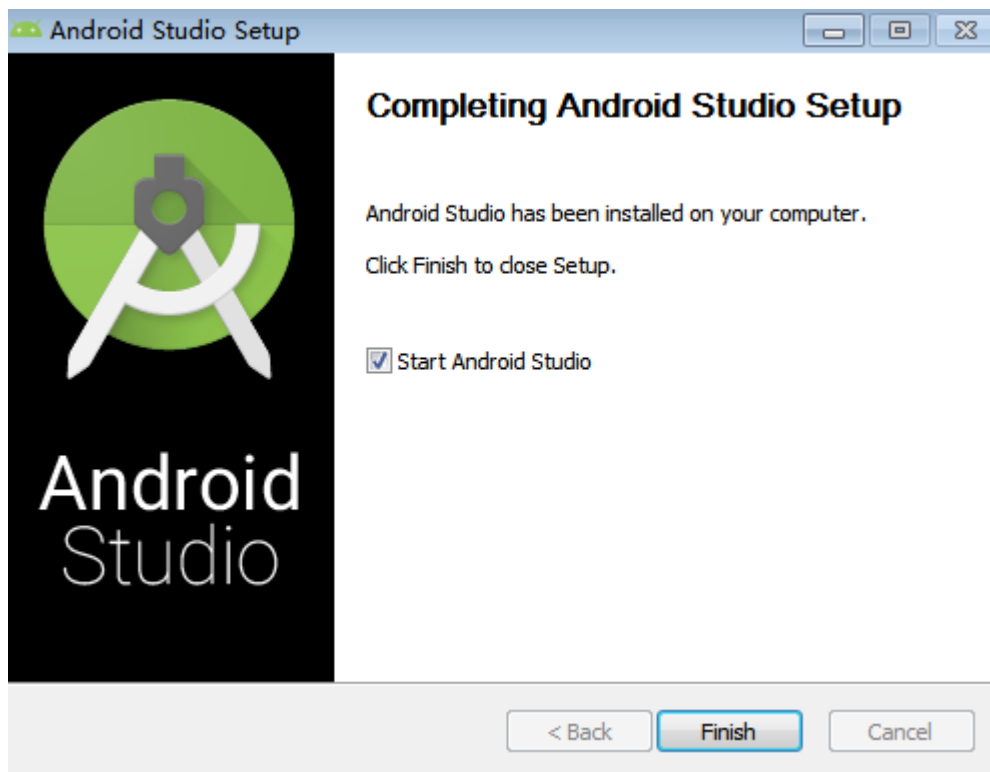 Android Studio Setup
Completing Android Studio Setup
Android Studio has been installed on your computer.
Click Finish to close Setup.
Start Android Studio
Android
Studio
< Back
Finish
Cancel